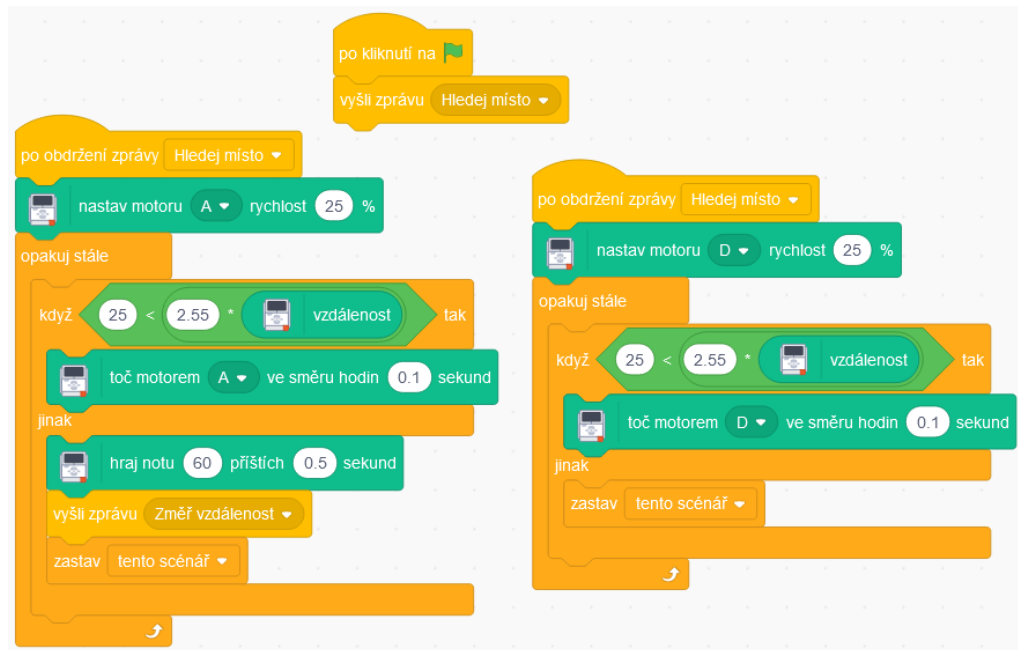 po kliknutí na
vyšli zprávu Hledej místo
po obdržení zprávy Hledej místo
nastav motoru A rychlost 25 %
opakuj stále
když 25 < 2.55 * vzdálenost tak
toč motorem A ve směru hodin 0.1 sekund
jinak
hraj notu 60 příštích 0.5 sekund
vyšli zprávu Změř vzdálenost
zastav tento scénář
po obdržení zprávy Hledej místo
nastav motoru D rychlost 25 %
opakuj stále
když 25 < 2.55 * vzdálenost tak
toč motorem D ve směru hodin 0.1 sekund
jinak
zastav tento scénář